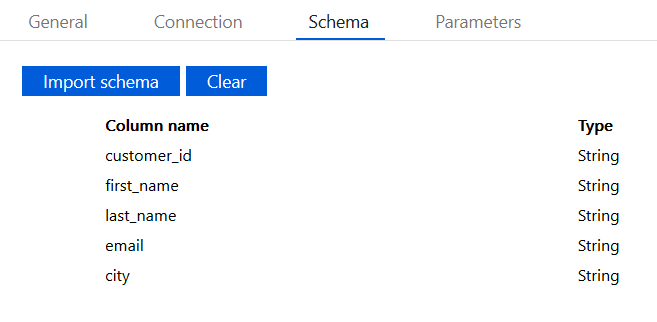 General Connection Schema Parameters
Import schema Clear
Column name Type
customer_id String
first_name String
last_name String
email String
city String